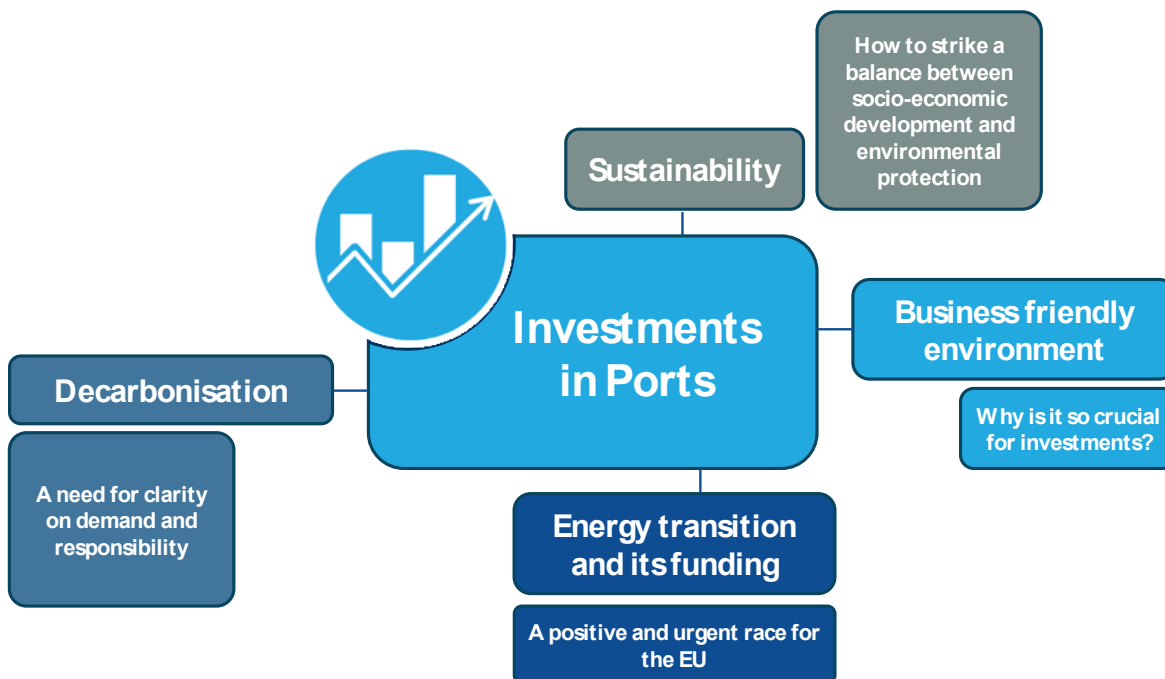 How to strike a
balance between
socio-economic
development and
environmental
protection
Sustainability
Investments
in Ports
Business friendly
environment
Why is it so crucial
for investments?
Decarbonisation
A need for clarity
on demand and
responsibility
Energy transition
and its funding
A positive and urgent race for
the EU